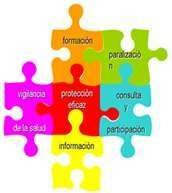 formación
paralizació
n
vigilancia
de la salud
protección
eficaz
consulta
y
participación
información